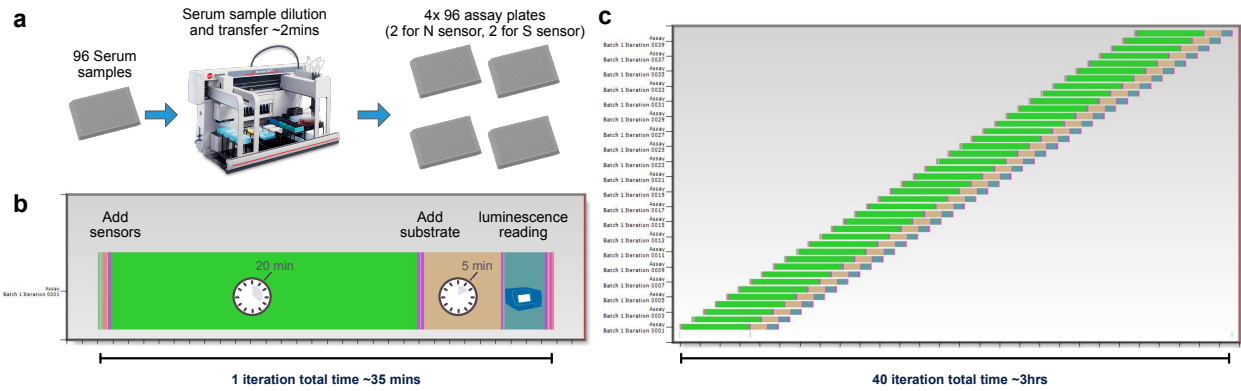 a
Serum sample dilution
and transfer ~2mins
4x 96 assay plates
(2 for N sensor, 2 for S sensor)
96 Serum
samples
b
Add
sensors
Add
substrate
luminescence
reading
20 min
5 min
Assay
Batch 1 Iteration 0001
1 iteration total time ~35 mins
c
Assay
Batch 1 Iteration 0039
Assay
Batch 1 Iteration 0037
Assay
Batch 1 Iteration 0035
Assay
Batch 1 Iteration 0033
Assay
Batch 1 Iteration 0031
Assay
Batch 1 Iteration 0029
Assay
Batch 1 Iteration 0027
Assay
Batch 1 Iteration 0025
Assay
Batch 1 Iteration 0023
Assay
Batch 1 Iteration 0021
Assay
Batch 1 Iteration 0019
Assay
Batch 1 Iteration 0017
Assay
Batch 1 Iteration 0015
Assay
Batch 1 Iteration 0013
Assay
Batch 1 Iteration 0011
Assay
Batch 1 Iteration 0009
Assay
Batch 1 Iteration 0007
Assay
Batch 1 Iteration 0005
Assay
Batch 1 Iteration 0003
Assay
Batch 1 Iteration 0001
40 iteration total time ~3hrs